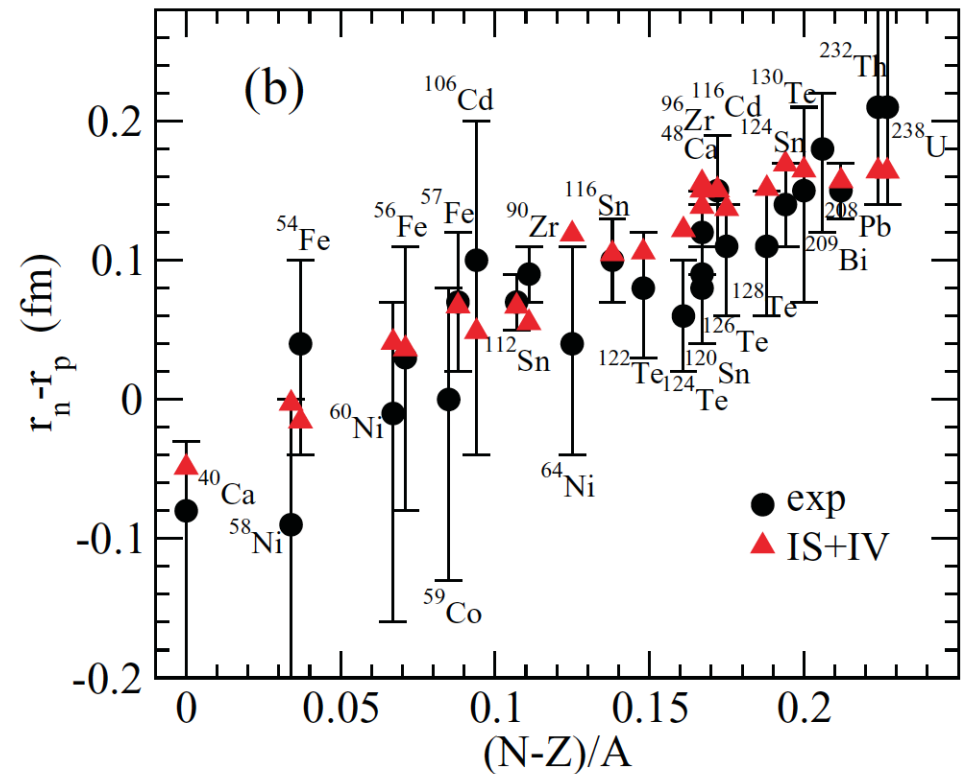 (b)
r_n-r_p (fm)
0.2
0.1
0
-0.1
-0.2
0
0.05
0.1
0.15
0.2
(N-Z)/A
exp
IS+IV
⁴⁰Ca
⁵⁸Ni
⁵⁴Fe
⁶⁰Ni
⁵⁶Fe
⁵⁷Fe
⁵⁹Co
¹⁰⁶Cd
¹¹²Sn
⁹⁰Zr
⁶⁴Ni
¹¹⁶Sn
¹²²Te
¹²⁴Te
⁹⁶Zr
⁴⁸Ca
¹²⁰Sn
¹¹⁶Cd
¹²⁶Te
¹²⁸Te
¹²⁴Sn
¹³⁰Te
²⁰⁹Bi
²⁰⁸Pb
²³²Th
²³⁸U